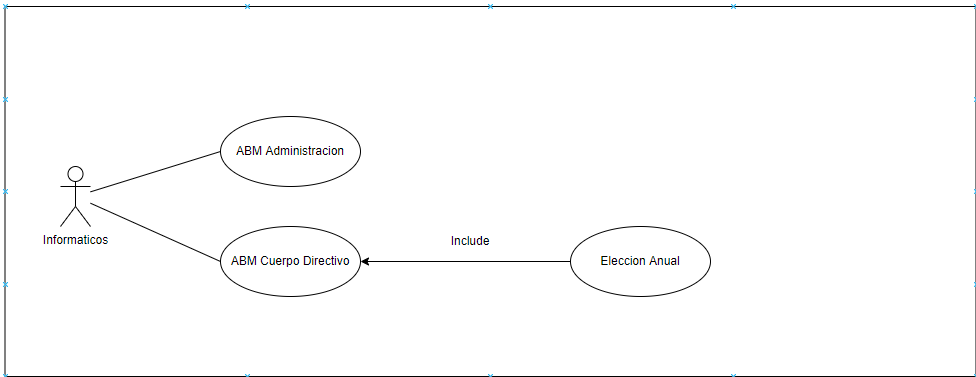 ABM Administracion
Informaticos
Include
ABM Cuerpo Directivo
Eleccion Anual